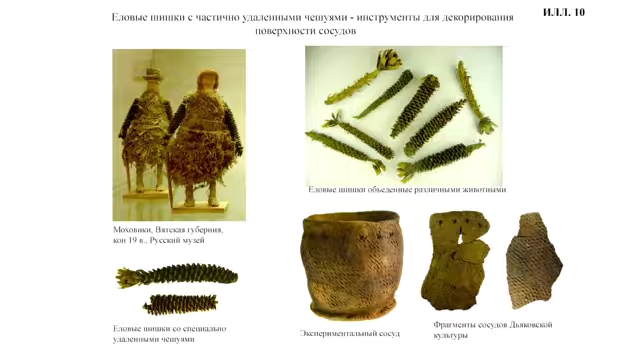 Еловые шишки с частично удаленными чешуями - инструменты для декорирования
поверхности сосудов
ИЛЛ. 10
Моховики, Вятская губерния,
кон 19 в., Русский музей
Еловые шишки объеденные различными животными
Еловые шишки со специально
удаленными чешуями
Экспериментальный сосуд
Фрагменты сосудов Дьяковской
культуры